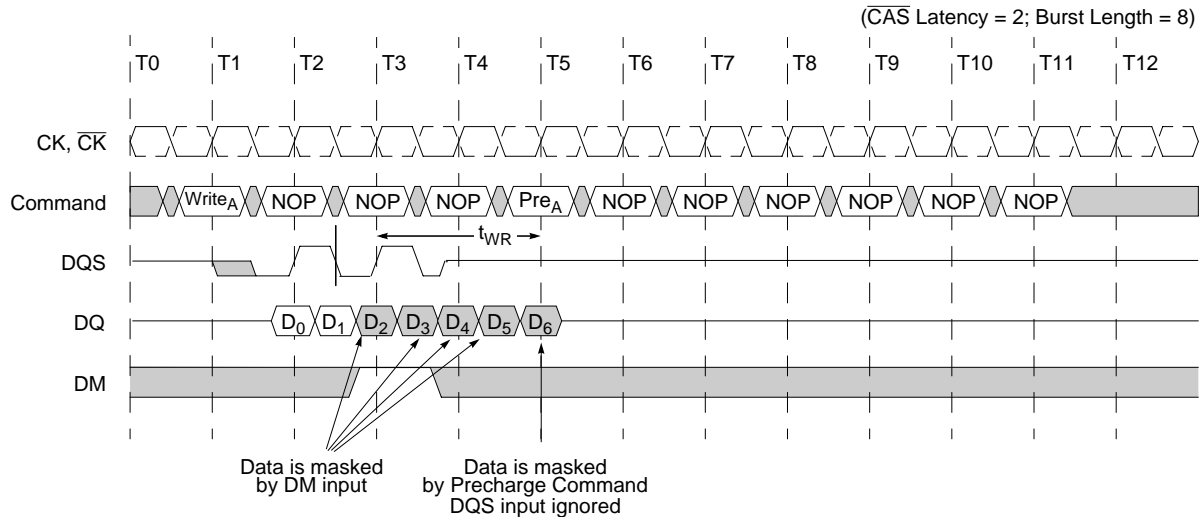 (CAS Latency = 2; Burst Length = 8)
T0 T1 T2 T3 T4 T5 T6 T7 T8 T9 T10 T11 T12
CK, CK
Command WriteA NOP NOP NOP PreA NOP NOP NOP NOP NOP NOP
tWR
DQS
DQ D0 D1 D2 D3 D4 D5 D6
DM
Data is masked
by DM input
Data is masked
by Precharge Command
DQS input ignored